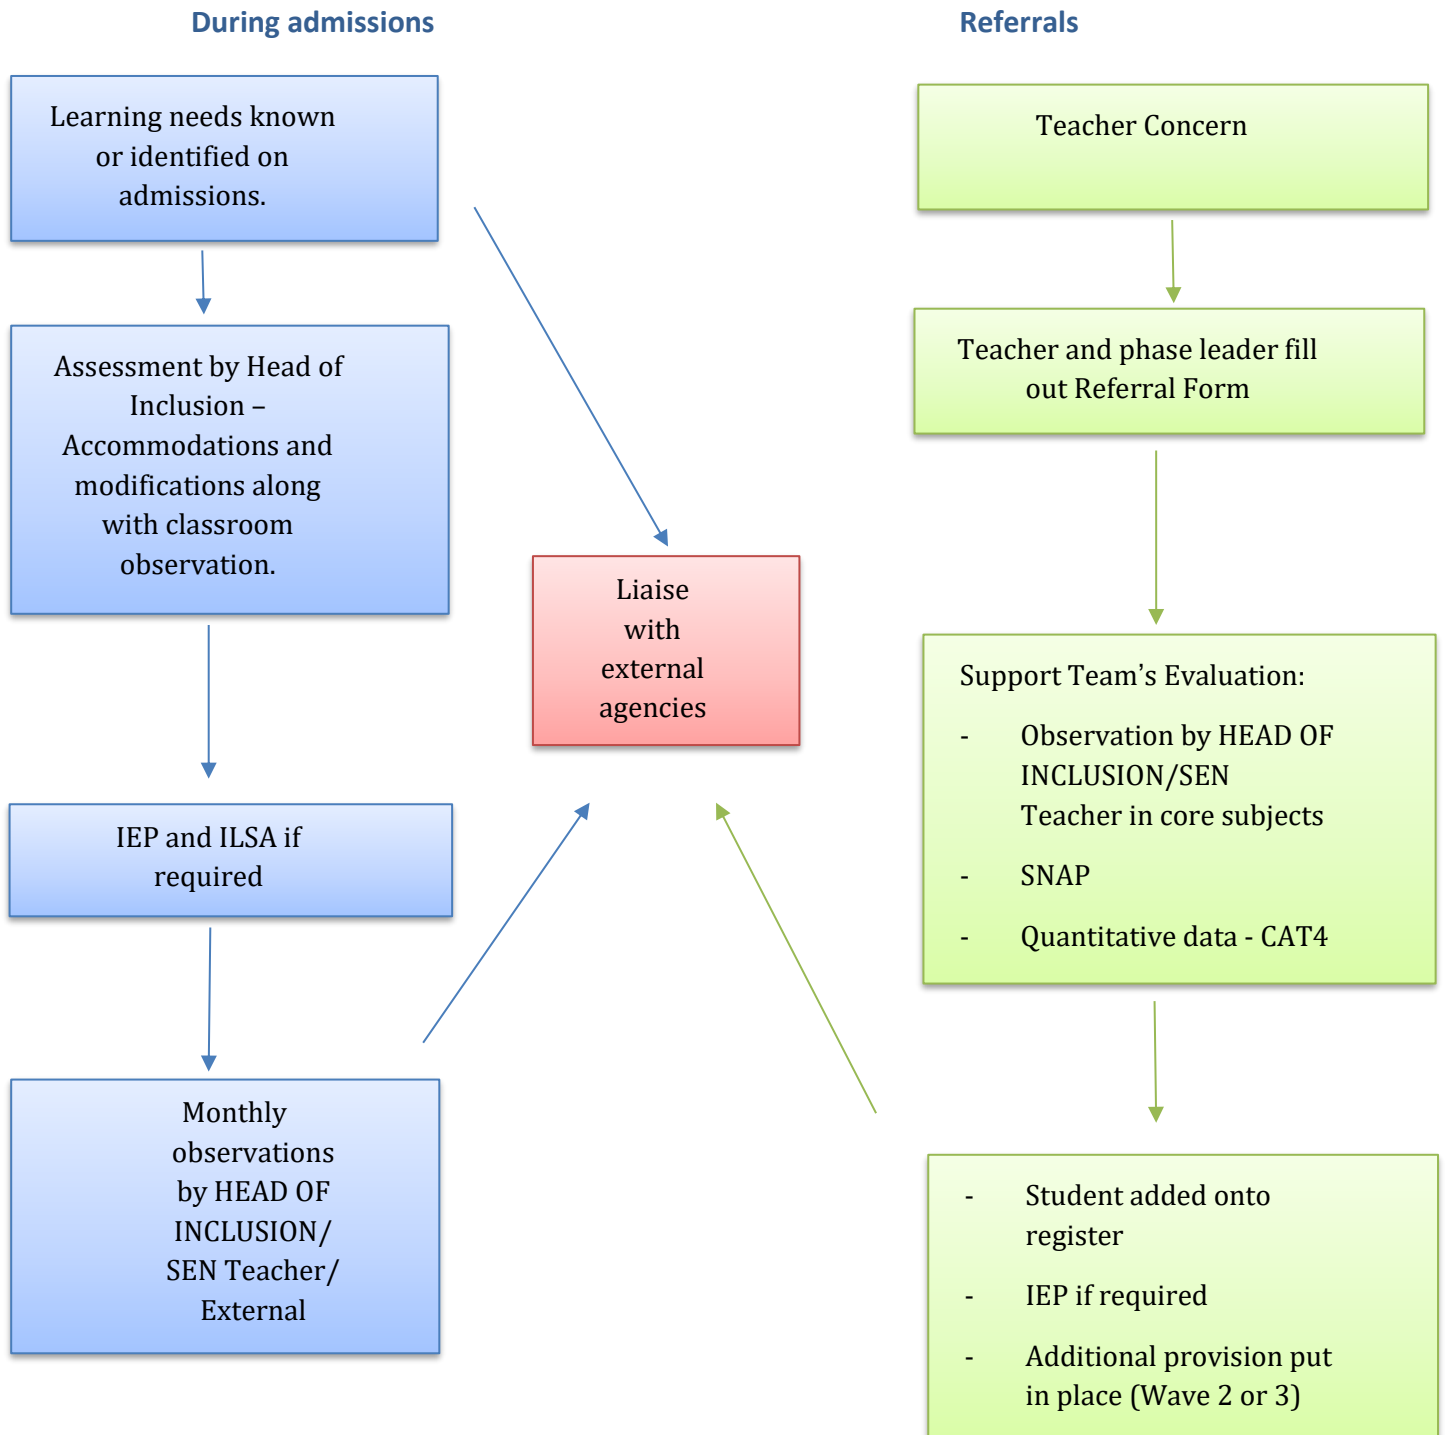 During admissions
Learning needs known
or identified on
admissions.
Assessment by Head of
Inclusion –
Accommodations and
modifications along
with classroom
observation.
IEP and ILSA if
required
Monthly
observations
by HEAD OF
INCLUSION/
SEN Teacher/
External
Liaise
with
external
agencies
Referrals
Teacher Concern
Teacher and phase leader fill
out Referral Form
Support Team’s Evaluation:
- Observation by HEAD OF
INCLUSION/SEN
Teacher in core subjects
- SNAP
- Quantitative data - CAT4
- Student added onto
register
- IEP if required
- Additional provision put
in place (Wave 2 or 3)